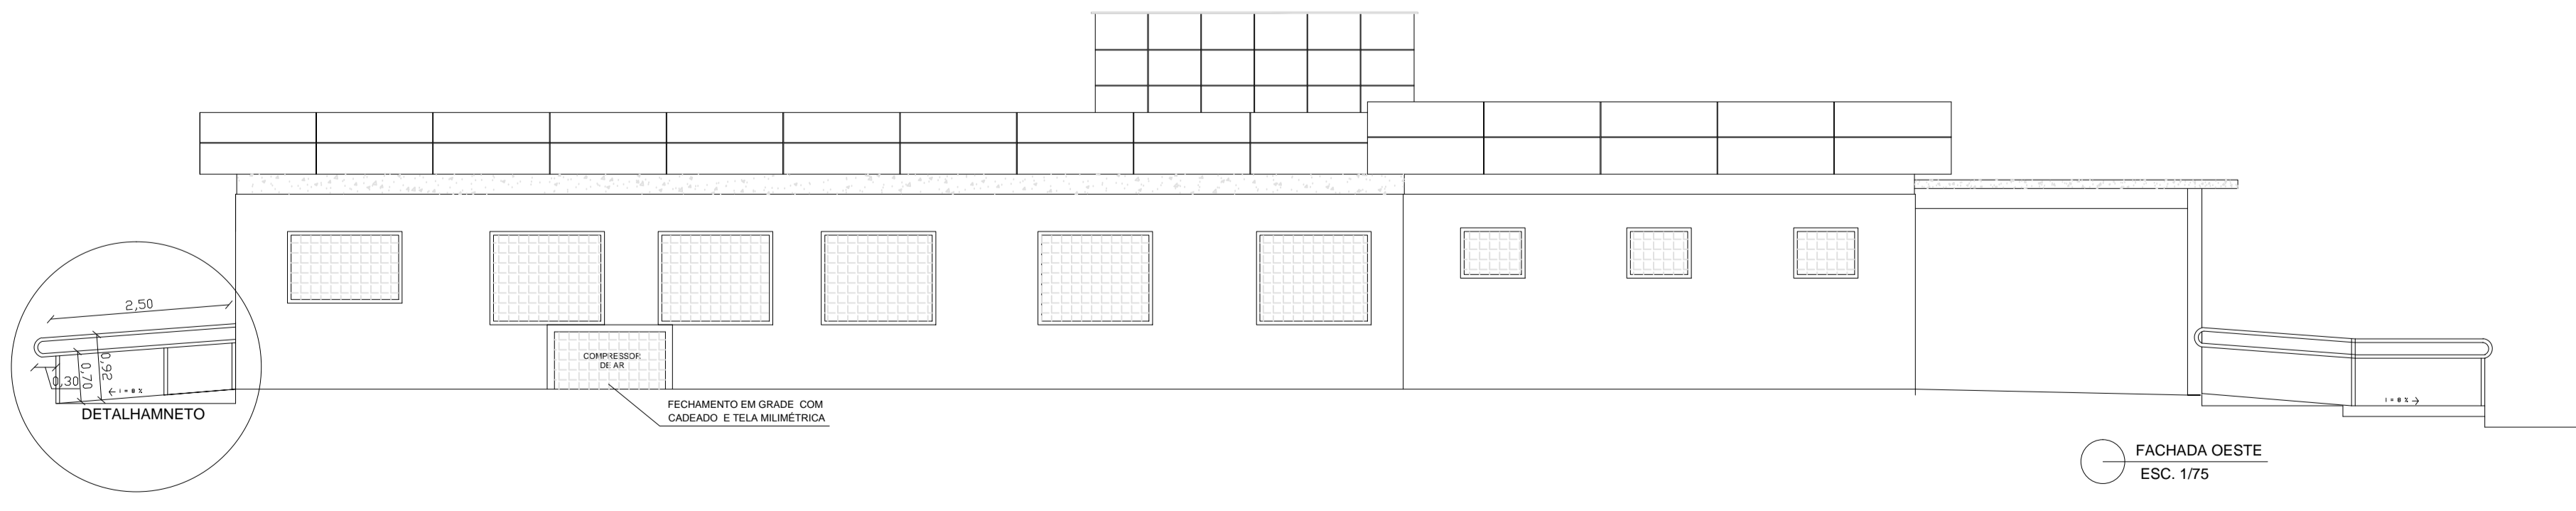 2,50
0,92
0,70
0,30
I = 8 %
DETALHAMNETO
COMPRESSOR
DE AR
FECHAMENTO EM GRADE COM
CADEADO E TELA MILIMÉTRICA
I = 8 %
FACHADA OESTE
ESC. 1/75